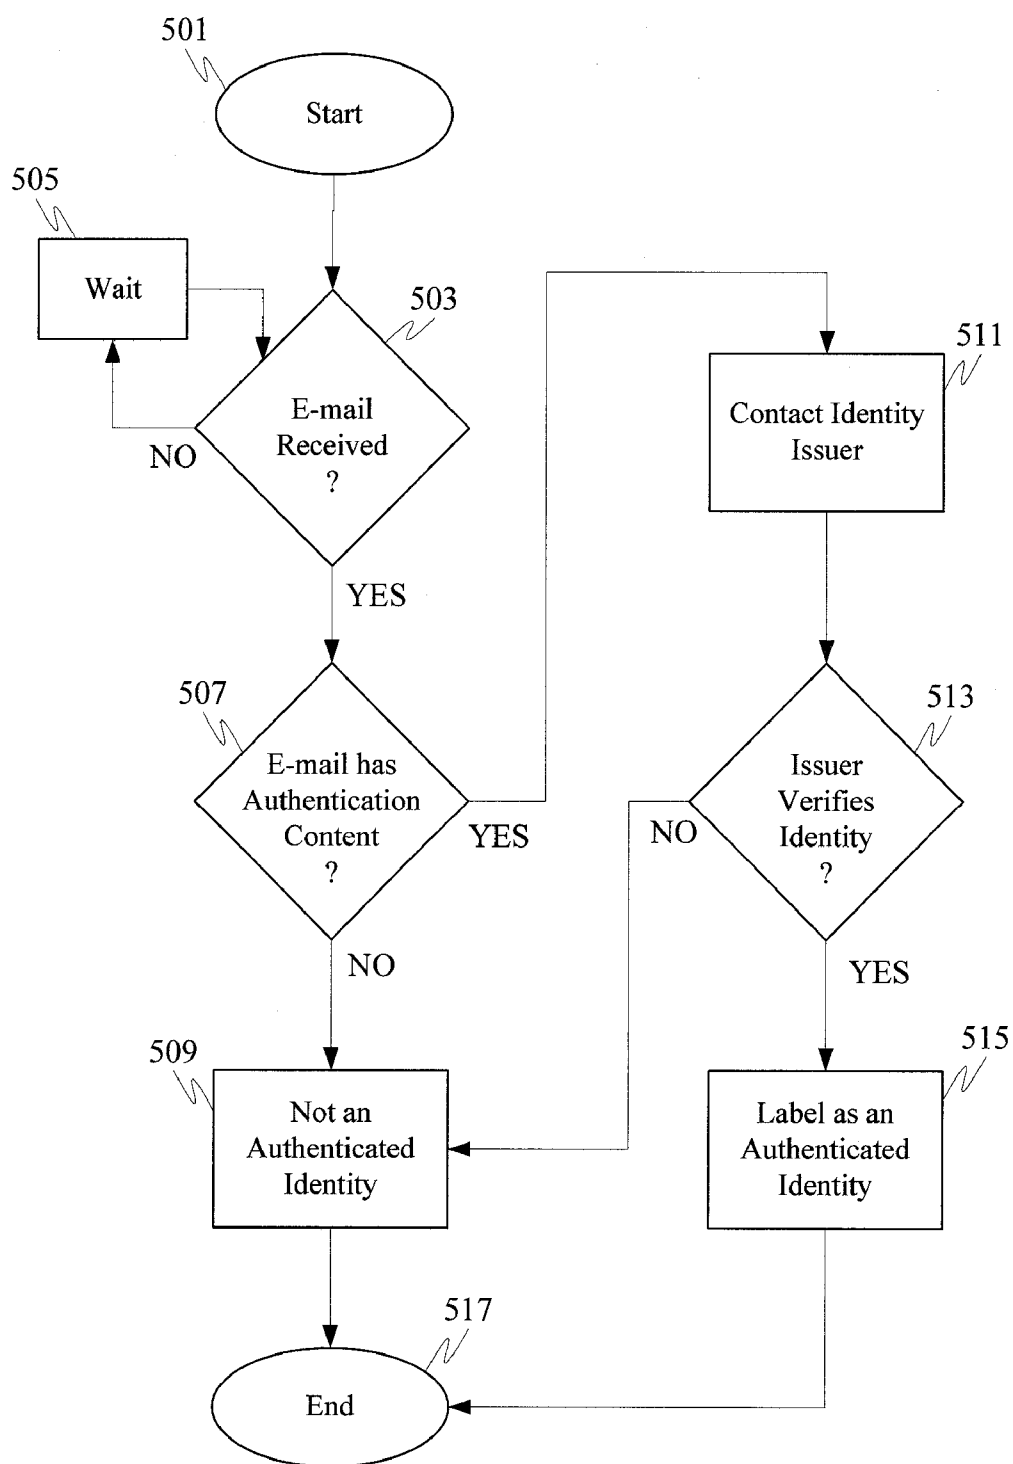 501
Start
505
Wait
503
E-mail
Received
?
NO
YES
511
Contact Identity
Issuer
507
E-mail has
Authentication
Content
?
YES
NO
513
Issuer
Verifies
Identity
?
NO
YES
509
Not an
Authenticated
Identity
515
Label as an
Authenticated
Identity
517
End